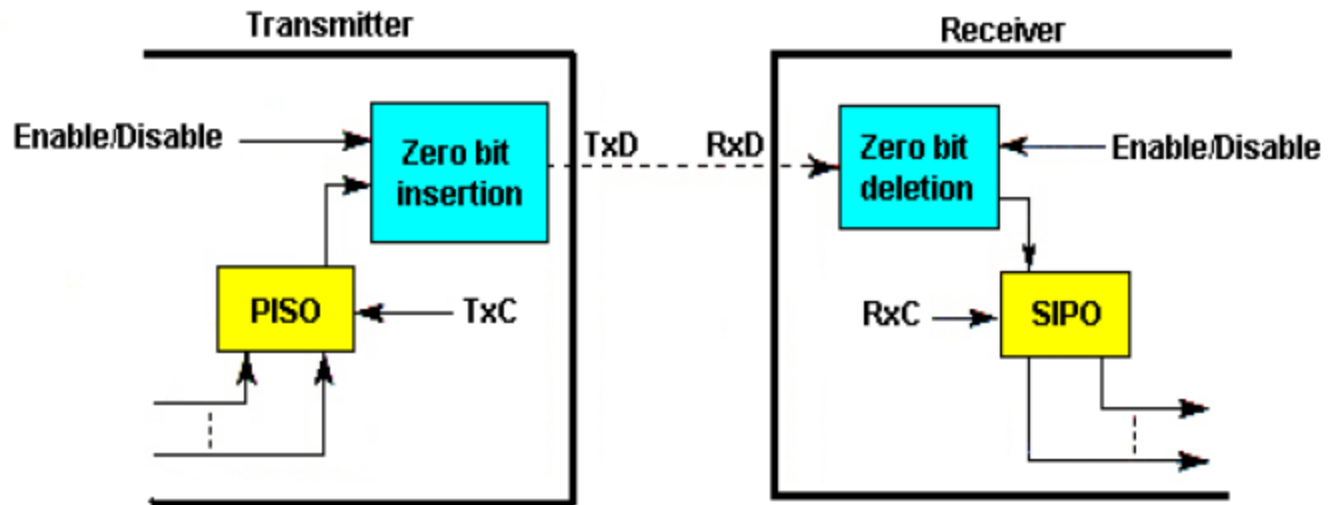 Transmitter
Receiver
Enable/Disable
Zero bit
insertion
TxD
RxD
Zero bit
deletion
Enable/Disable
PISO
TxC
RxC
SIPO